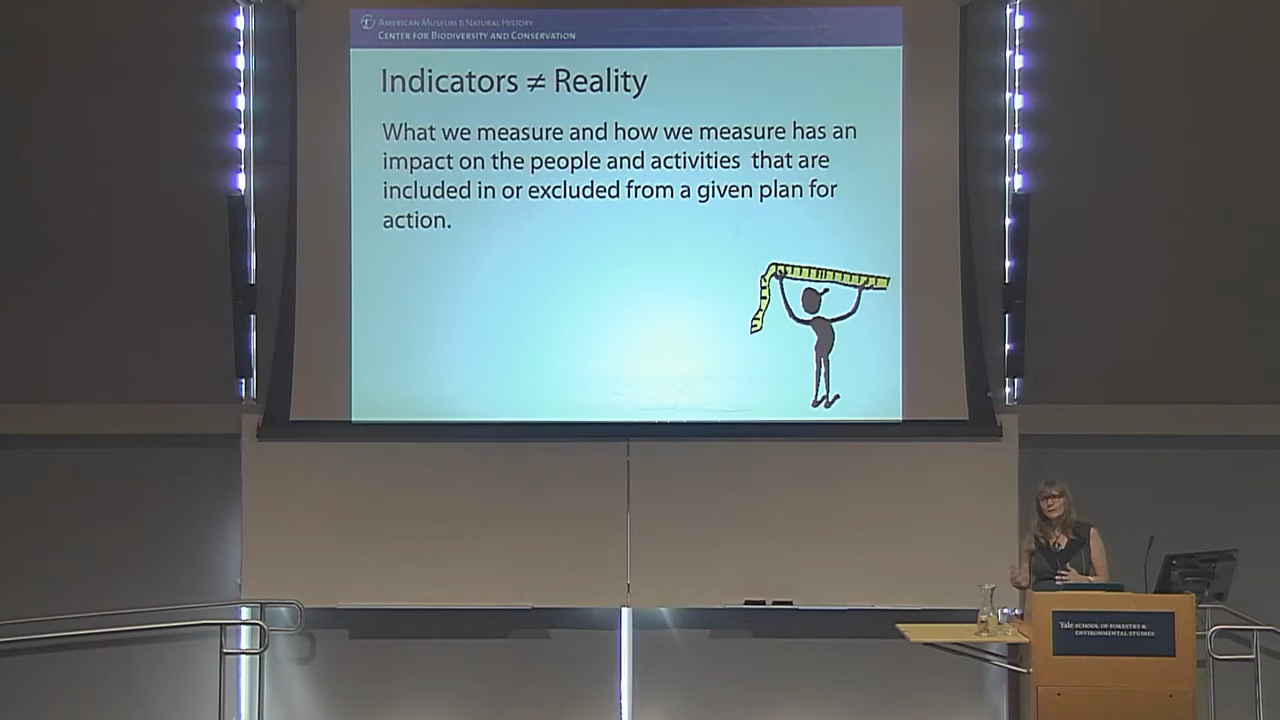 AMERICAN MUSEUM OF NATURAL HISTORY
CENTER FOR BIODIVERSITY AND CONSERVATION
Indicators ≠ Reality
What we measure and how we measure has an
impact on the people and activities that are
included in or excluded from a given plan for
action.
Yale SCHOOL OF FORESTRY &
ENVIRONMENTAL STUDIES